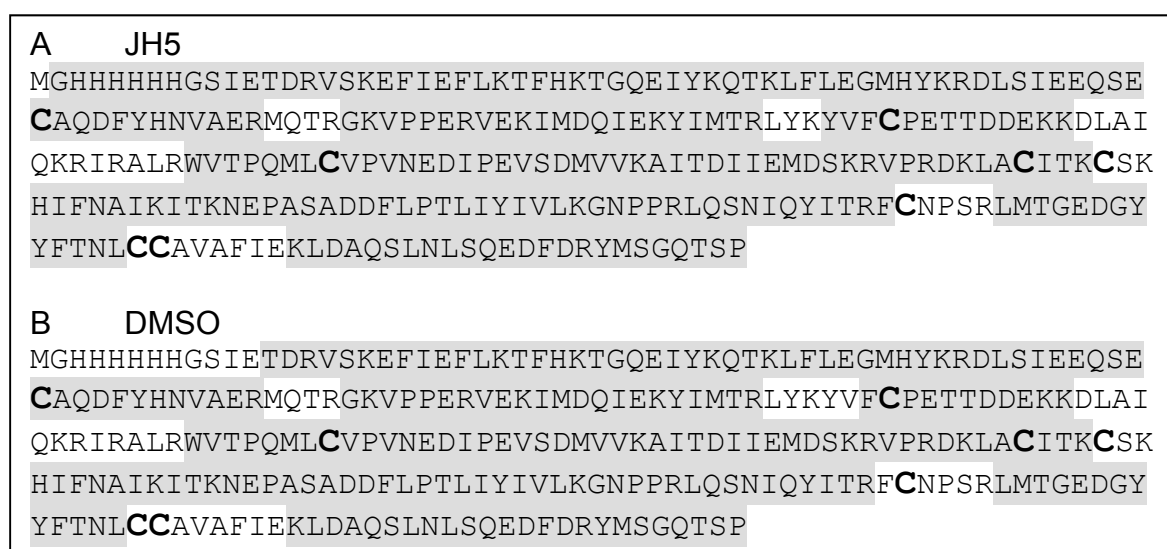 A JH5
MGHHHHHHGSIETDRVSKEFIEFLKTFHKTGQEIYKQTKLFLEGMHYKRDLSIEEQSE
CAQDFYHNVAERMQTRGKVPPERVEKIMDQIEKYIMTRLYKYVFCPETTDDEKKDLAI
QKRIRALRWVTPQMLCVPVNEDIPEVSDMVVKAITDIIEMDSKRVPRDKLACITKCSK
HIFNAIKITKNEPASADDFLPTLIYIVLKGNPPRLQSNIQYITRFCNPSRLMTGEDGY
YFTNLCCAVAFIEKLDAQSLNLSQEDFDRYMSGQTSP
B DMSO
MGHHHHHHGSIETDRVSKEFIEFLKTFHKTGQEIYKQTKLFLEGMHYKRDLSIEEQSE
CAQDFYHNVAERMQTRGKVPPERVEKIMDQIEKYIMTRLYKYVFCPETTDDEKKDLAI
QKRIRALRWVTPQMLCVPVNEDIPEVSDMVVKAITDIIEMDSKRVPRDKLACITKCSK
HIFNAIKITKNEPASADDFLPTLIYIVLKGNPPRLQSNIQYITRFCNPSRLMTGEDGY
YFTNLCCAVAFIEKLDAQSLNLSQEDFDRYMSGQTSP